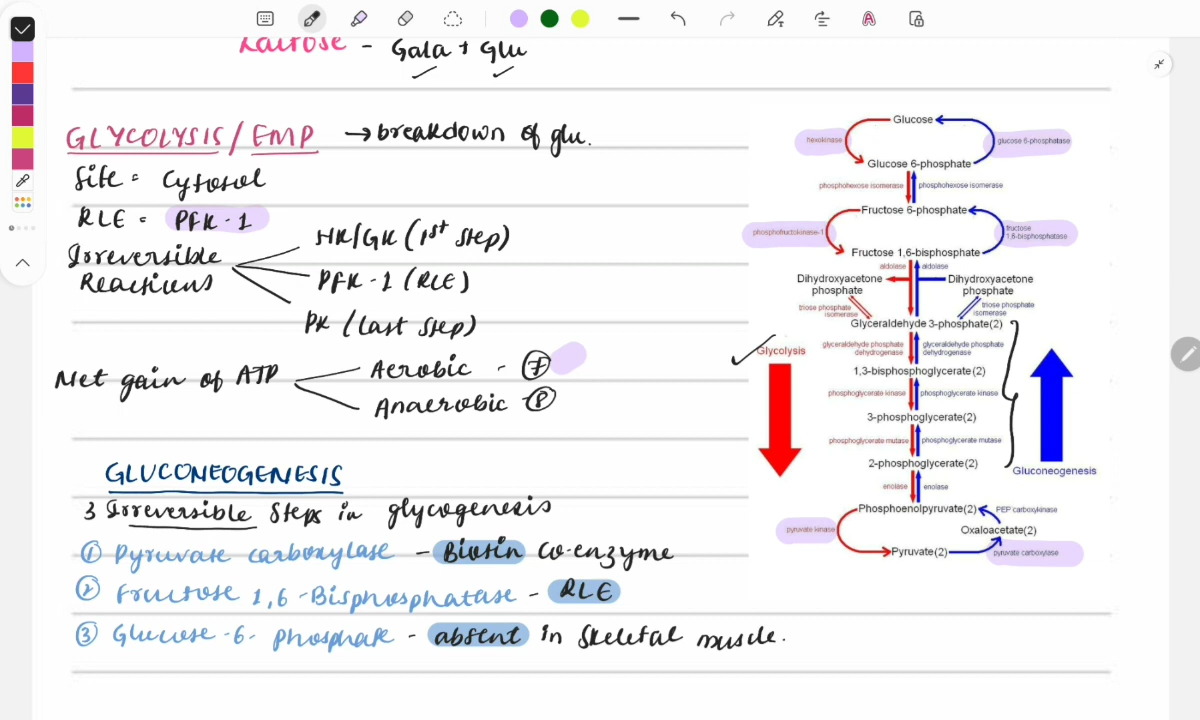 Lactose - Gala + Glu
GLYCOLYSIS / EMP → breakdown of glu.
Site = Cytosol
RLE = PFK-1
Irreversible Reactions
HK/GK (1st step)
PFK-1 (RLE)
PK (last step)
Net gain of ATP
Aerobic - 7
Anaerobic - 2
GLUCONEOGENESIS
3 Irreversible steps in glycogenesis
① Pyruvate carboxylase - Biotin co-enzyme
② Fructose 1,6-Bisphosphatase - RLE
③ Glucose-6-phosphate - absent in skeletal muscle.
Glucose
hexokinase
glucose 6-phosphatase
Glucose 6-phosphate
phosphohexose isomerase phosphohexose isomerase
Fructose 6-phosphate
phosphofructokinase-1
fructose
1,6-bisphosphatase
Fructose 1,6-bisphosphate
aldolase aldolase
Dihydroxyacetone
phosphate
Dihydroxyacetone
phosphate
triose phosphate
isomerase
triose phosphate
isomerase
Glyceraldehyde 3-phosphate(2)
Glycolysis
glyceraldehyde phosphate
dehydrogenase
glyceraldehyde phosphate
dehydrogenase
1,3-bisphosphoglycerate(2)
phosphoglycerate kinase phosphoglycerate kinase
3-phosphoglycerate(2)
phosphoglycerate mutase phosphoglycerate mutase
2-phosphoglycerate(2)
Gluconeogenesis
enolase enolase
Phosphoenolpyruvate(2)
PEP carboxykinase
pyruvate kinase
Oxaloacetate(2)
Pyruvate(2)
pyruvate carboxylase